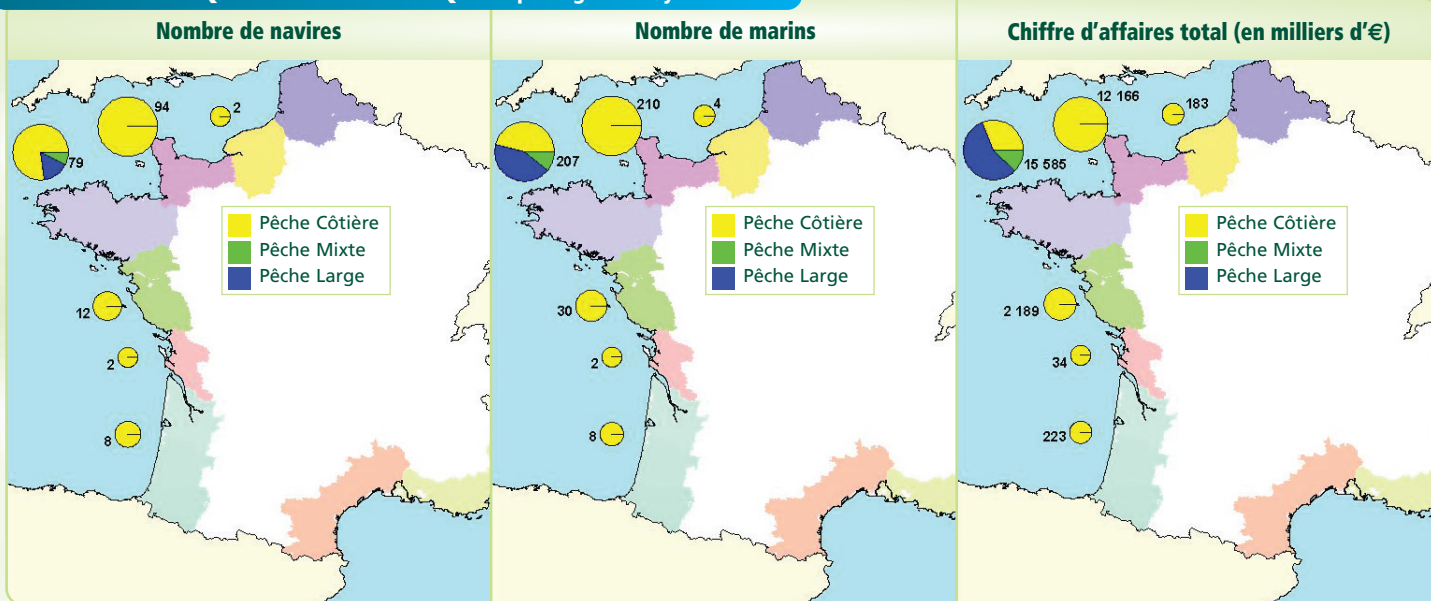 Nombre de navires
94
2
79
Pêche Côtière
Pêche Mixte
Pêche Large
12
2
8
Nombre de marins
210
4
207
Pêche Côtière
Pêche Mixte
Pêche Large
30
2
8
Chiffre d'affaires total (en milliers d'€)
12 166
183
15 585
Pêche Côtière
Pêche Mixte
Pêche Large
2 189
34
223